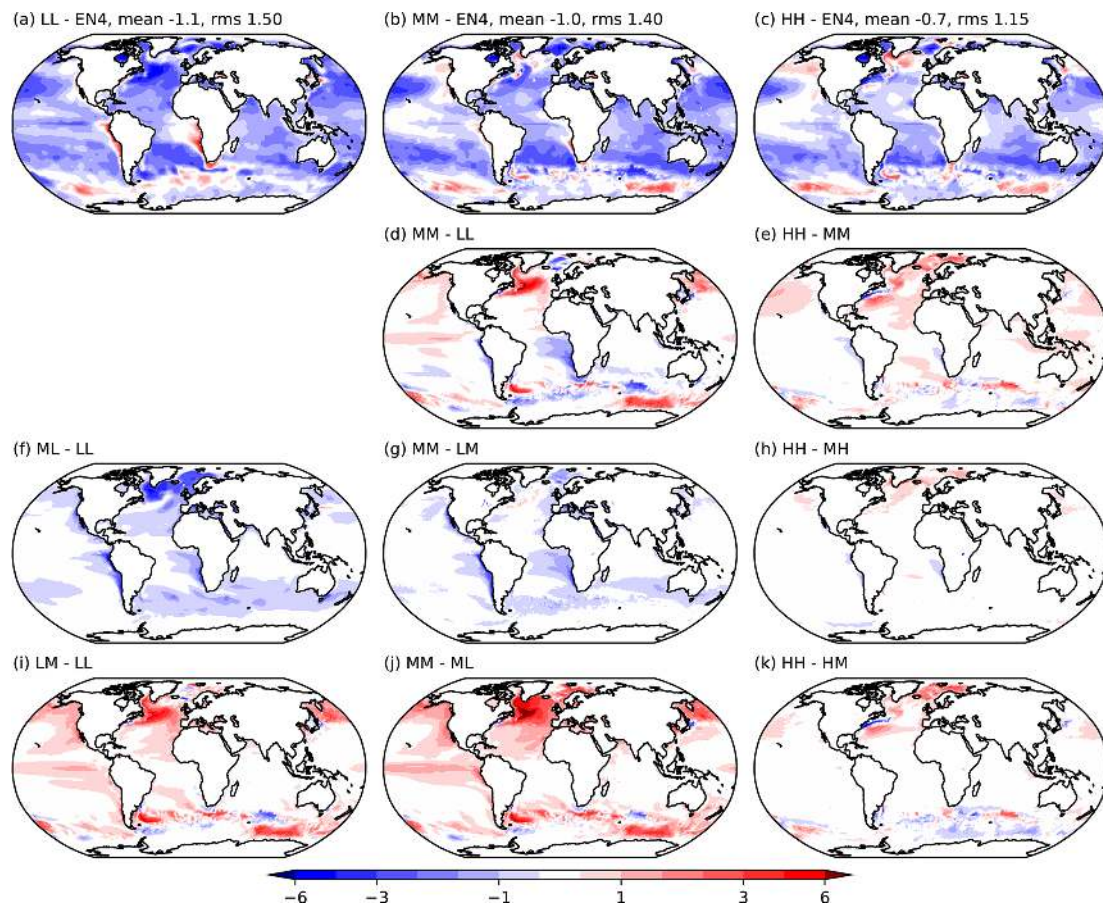 (a) LL - EN4, mean -1.1, rms 1.50
(b) MM - EN4, mean -1.0, rms 1.40
(c) HH - EN4, mean -0.7, rms 1.15
(d) MM - LL
(e) HH - MM
(f) ML - LL
(g) MM - LM
(h) HH - MH
(i) LM - LL
(j) MM - ML
(k) HH - HM
−6 −3 −1 1 3 6